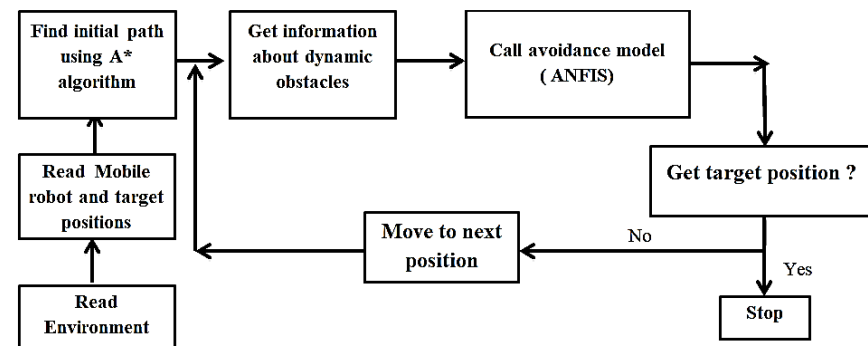 Find initial path
using A*
algorithm
Get information
about dynamic
obstacles
Call avoidance model
( ANFIS)
Read Mobile
robot and target
positions
Get target position ?
Move to next
position
No
Yes
Read
Environment
Stop